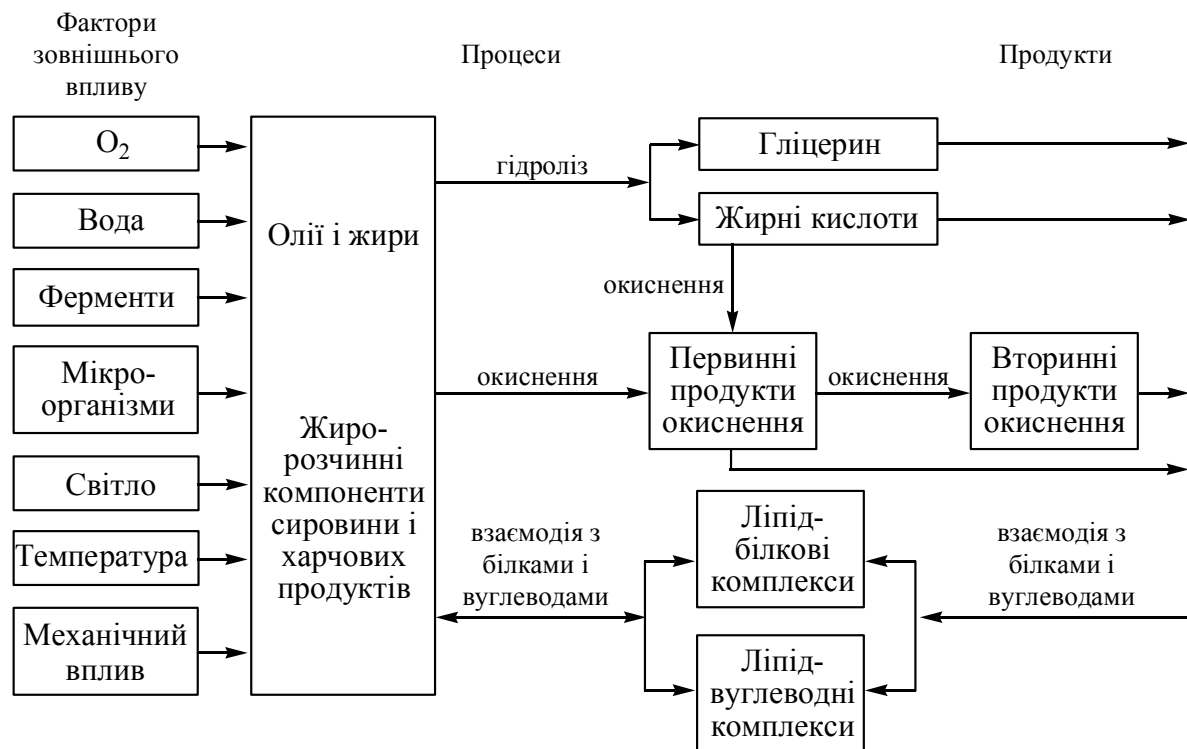 Фактори
зовнішнього
впливу
Процеси
Продукти
O2
Вода
Ферменти
Мікро-
організми
Світло
Температура
Механічний
вплив
Олії і жири
Жиро-
розчинні
компоненти
сировини і
харчових
продуктів
гідроліз
Гліцерин
Жирні кислоти
окиснення
окиснення
Первинні
продукти
окиснення
окиснення
Вторинні
продукти
окиснення
взаємодія з
білками і
вуглеводами
Ліпід-
білкові
комплекси
Ліпід-
вуглеводні
комплекси
взаємодія з
білками і
вуглеводами